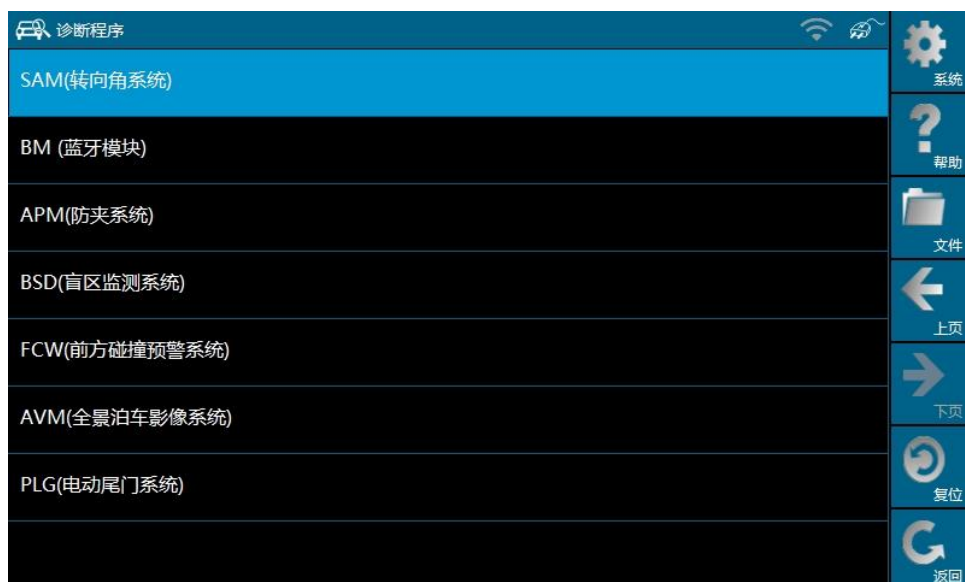 诊断程序
SAM(转向角系统)
BM (蓝牙模块)
APM(防夹系统)
BSD(盲区监测系统)
FCW(前方碰撞预警系统)
AVM(全景泊车影像系统)
PLG(电动尾门系统)
系统
帮助
文件
上页
下页
复位
返回